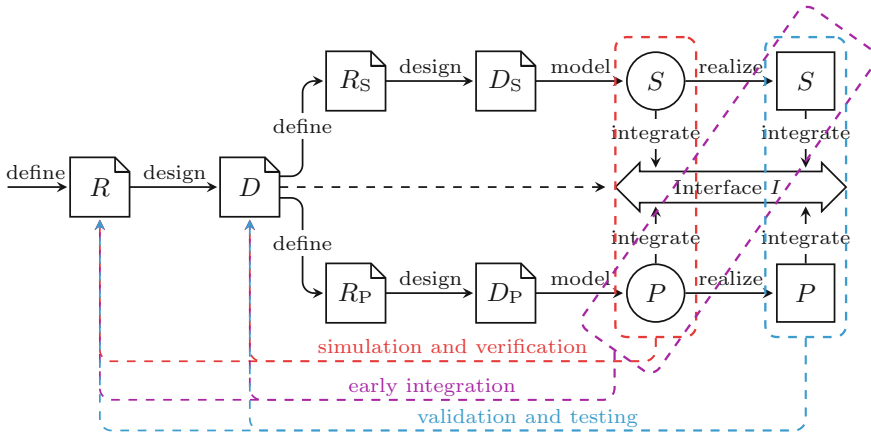 R_S design D_S model S realize S
define integrate integrate
define R design D Interface I
define integrate integrate
R_P design D_P model P realize P
simulation and verification
early integration
validation and testing